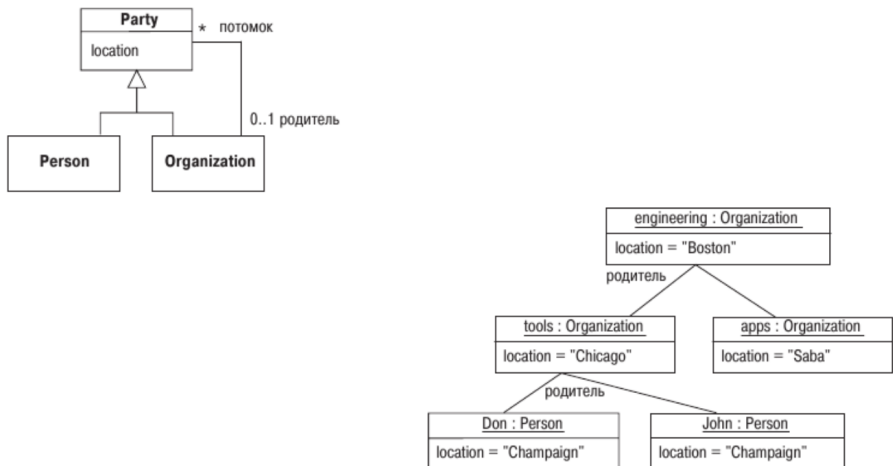 Party
* потомок
location
0..1 родитель
Person
Organization
engineering : Organization
location = "Boston"
родитель
tools : Organization
apps : Organization
location = "Chicago"
location = "Saba"
родитель
Don : Person
John : Person
location = "Champaign"
location = "Champaign"